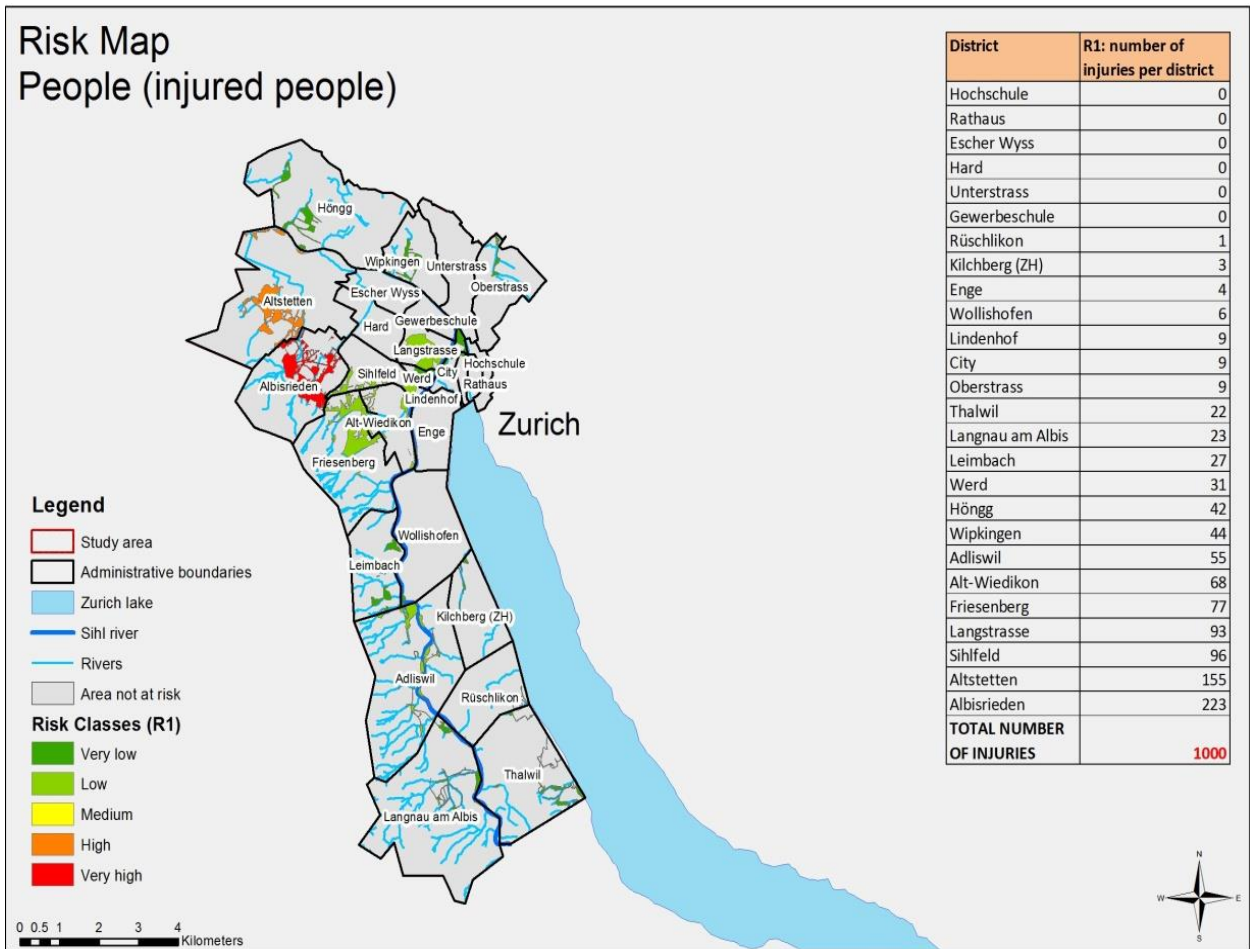 Risk Map
People (injured people)
District R1: number of
injuries per district
Hochschule 0
Rathaus 0
Escher Wyss 0
Hard 0
Unterstrass 0
Gewerbeschule 0
Rüschlikon 1
Kilchberg (ZH) 3
Enge 4
Wollishofen 6
Lindenhof 9
City 9
Oberstrass 9
Thalwil 22
Langnau am Albis 23
Leimbach 27
Werd 31
Höngg 42
Wipkingen 44
Adliswil 55
Alt-Wiedikon 68
Friesenberg 77
Langstrasse 93
Sihlfeld 96
Altstetten 155
Albisrieden 223
TOTAL NUMBER
OF INJURIES 1000
Höngg
Wipkingen
Unterstrass
Oberstrass
Escher Wyss
Altstetten
Gewerbeschule
Hard
Langstrasse
Hochschule
Sihlfeld
Werd
City
Rathaus
Albisrieden
Lindenhof
Alt-Wiedikon
Enge
Zurich
Friesenberg
Wollishofen
Leimbach
Kilchberg (ZH)
Adliswil
Rüschlikon
Thalwil
Langnau am Albis
Legend
Study area
Administrative boundaries
Zurich lake
Sihl river
Rivers
Area not at risk
Risk Classes (R1)
Very low
Low
Medium
High
Very high
0 0.5 1 2 3 4
Kilometers
N
W E
S